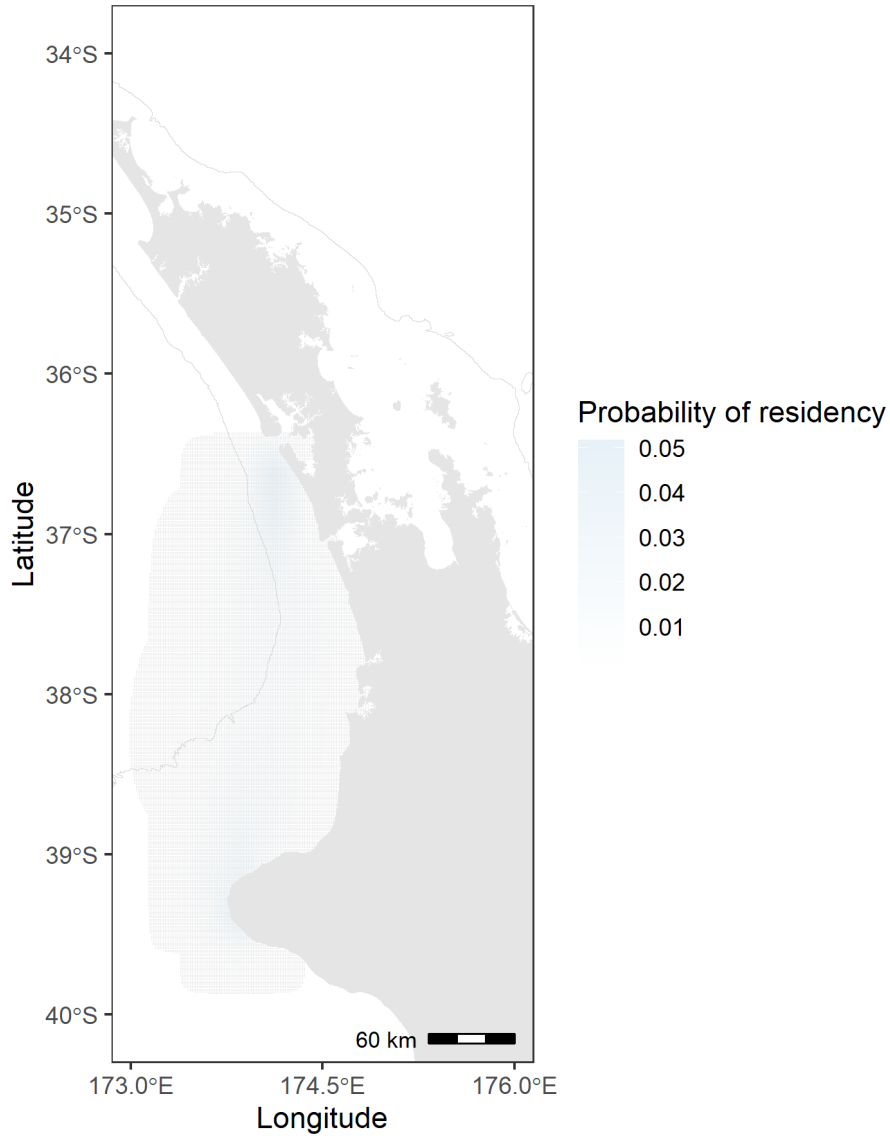 34°S
35°S
36°S
37°S
38°S
39°S
40°S
Latitude
60 km
173.0°E 174.5°E 176.0°E
Longitude
Probability of residency
0.05
0.04
0.03
0.02
0.01